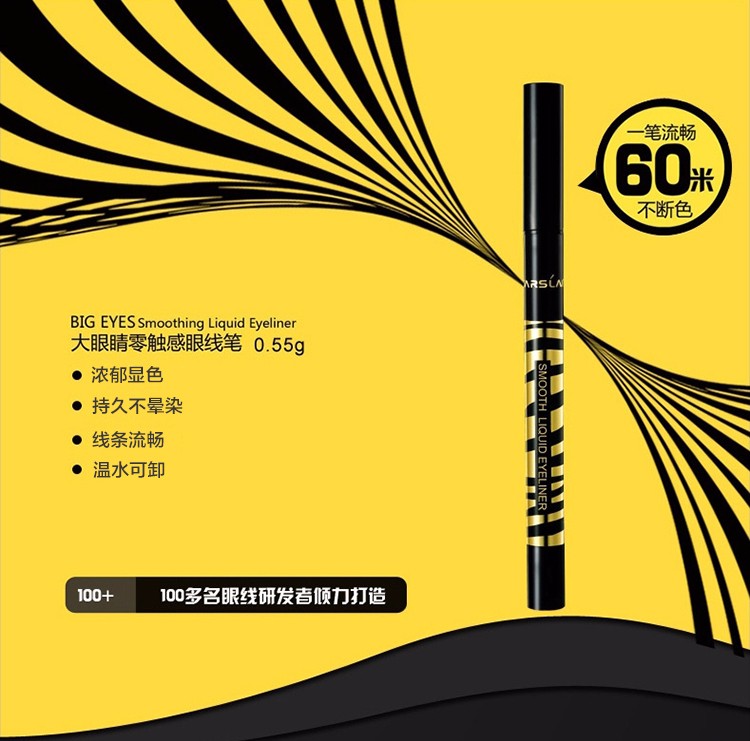 一笔流畅
60米
不断色
ARSLAN
BIG EYES Smoothing Liquid Eyeliner
大眼睛零触感眼线笔 0.55g
● 浓郁显色
● 持久不晕染
● 线条流畅
● 温水可卸
SMOOTH LIQUID EYELINER
100+ 100多名眼线研发者倾力打造